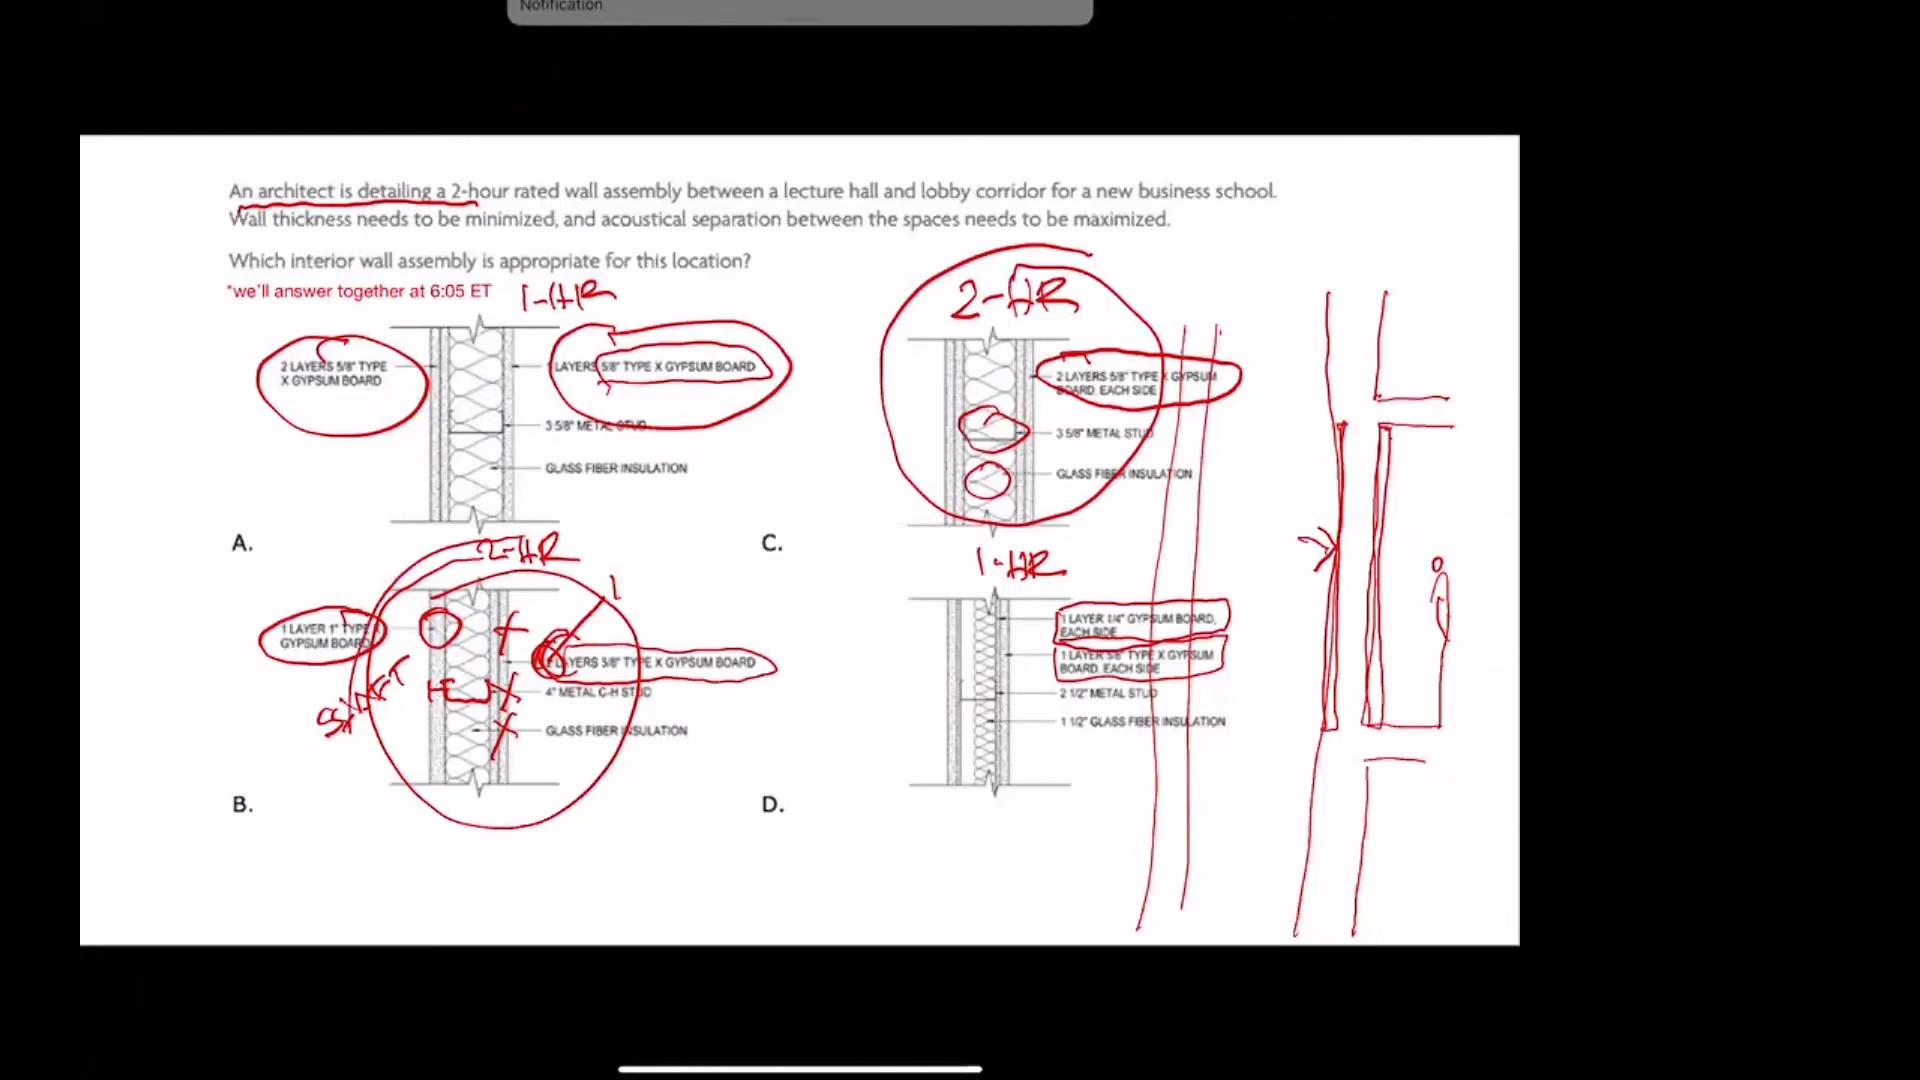 Notification
An architect is detailing a 2-hour rated wall assembly between a lecture hall and lobby corridor for a new business school.
Wall thickness needs to be minimized, and acoustical separation between the spaces needs to be maximized.
Which interior wall assembly is appropriate for this location?
*we'll answer together at 6:05 ET
1-HR
2 LAYERS 5/8" TYPE
X GYPSUM BOARD
LAYERS 5/8" TYPE X GYPSUM BOARD
3 5/8" METAL STUD
GLASS FIBER INSULATION
A.
2-HR
2 LAYERS 5/8" TYPE X GYPSUM
BOARD, EACH SIDE
3 5/8" METAL STUD
GLASS FIBER INSULATION
C.
2-HR
1
1 LAYER 1" TYPE X
GYPSUM BOARD
LAYERS 5/8" TYPE X GYPSUM BOARD
4" METAL C-H STUD
GLASS FIBER INSULATION
SHAFT
B.
1-HR
1 LAYER 1/4" GYPSUM BOARD,
EACH SIDE
1 LAYER 5/8" TYPE X GYPSUM
BOARD, EACH SIDE
2 1/2" METAL STUD
1 1/2" GLASS FIBER INSULATION
D.